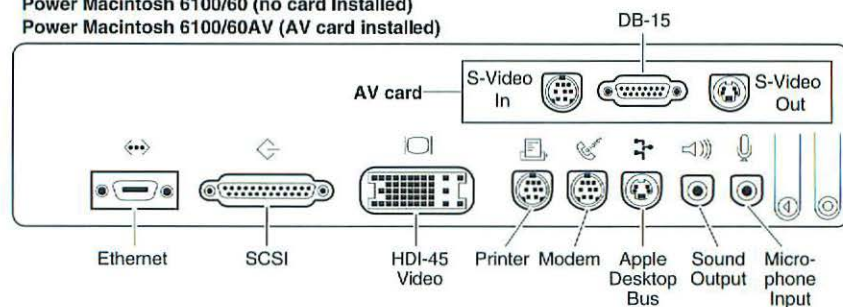 Power Macintosh 6100/60 (no card Installed)
Power Macintosh 6100/60AV (AV card installed)
DB-15
AV card
S-Video
In
S-Video
Out
Ethernet
SCSI
HDI-45
Video
Printer
Modem
Apple
Desktop
Bus
Sound
Output
Micro-
phone
Input